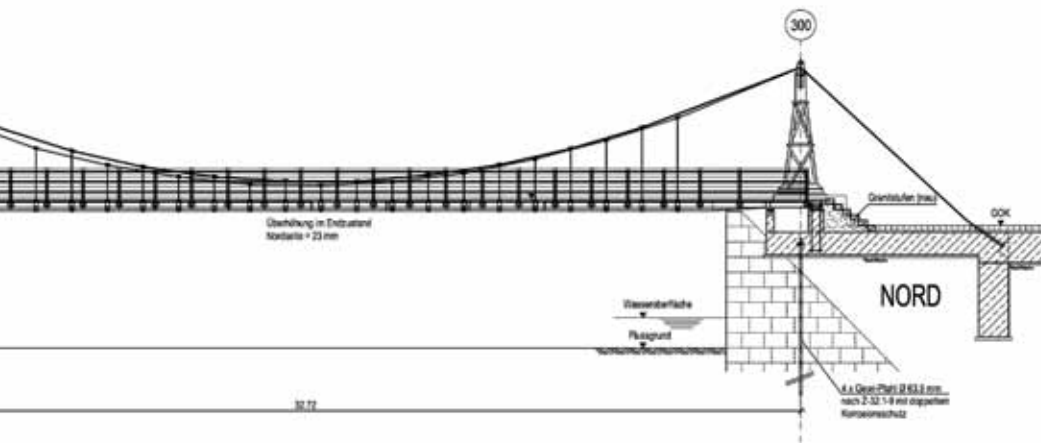 300
Granitstufen (neu)
GOK
Überhöhung im Endzustand
Nordseite = 23 mm
NORD
Wasseroberfläche
Flussgrund
4 x Gewi-Pfahl Ø 63,5 mm
nach Z-32.1-9 mit doppeltem
Korrosionsschutz
32.72